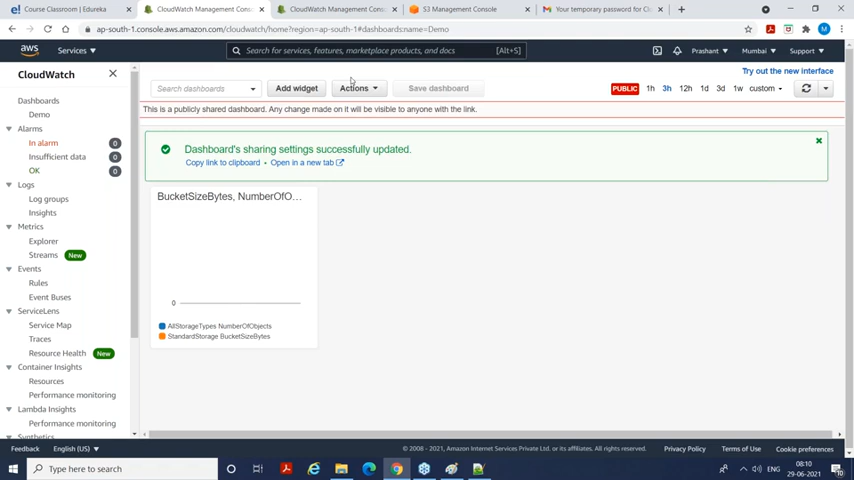 Course Classroom | Edureka
CloudWatch Management Conso
CloudWatch Management Conso
S3 Management Console
Your temporary password for Clo
ap-south-1.console.aws.amazon.com/cloudwatch/home?region=ap-south-1#dashboards:name=Demo
M
aws
Services
Search for services, features, marketplace products, and docs
[Alt+S]
Prashant
Mumbai
Support
CloudWatch
Try out the new interface
Search dashboards
Add widget
Actions
Save dashboard
PUBLIC
1h 3h 12h 1d 3d 1w custom
This is a publicly shared dashboard. Any change made on it will be visible to anyone with the link.
Dashboard's sharing settings successfully updated.
Copy link to clipboard • Open in a new tab
Dashboards
Demo
Alarms
In alarm 0
Insufficient data 0
OK 0
Logs
Log groups
Insights
Metrics
Explorer
Streams New
Events
Rules
Event Buses
ServiceLens
Service Map
Traces
Resource Health New
Container Insights
Resources
Performance monitoring
Lambda Insights
Performance monitoring
Synthetics
BucketSizeBytes, NumberOfO...
0
AllStorageTypes NumberOfObjects
StandardStorage BucketSizeBytes
Feedback
English (US)
© 2008 - 2021, Amazon Internet Services Private Ltd. or its affiliates. All rights reserved.
Privacy Policy
Terms of Use
Cookie preferences
Type here to search
ENG
08:10
29-06-2021
10